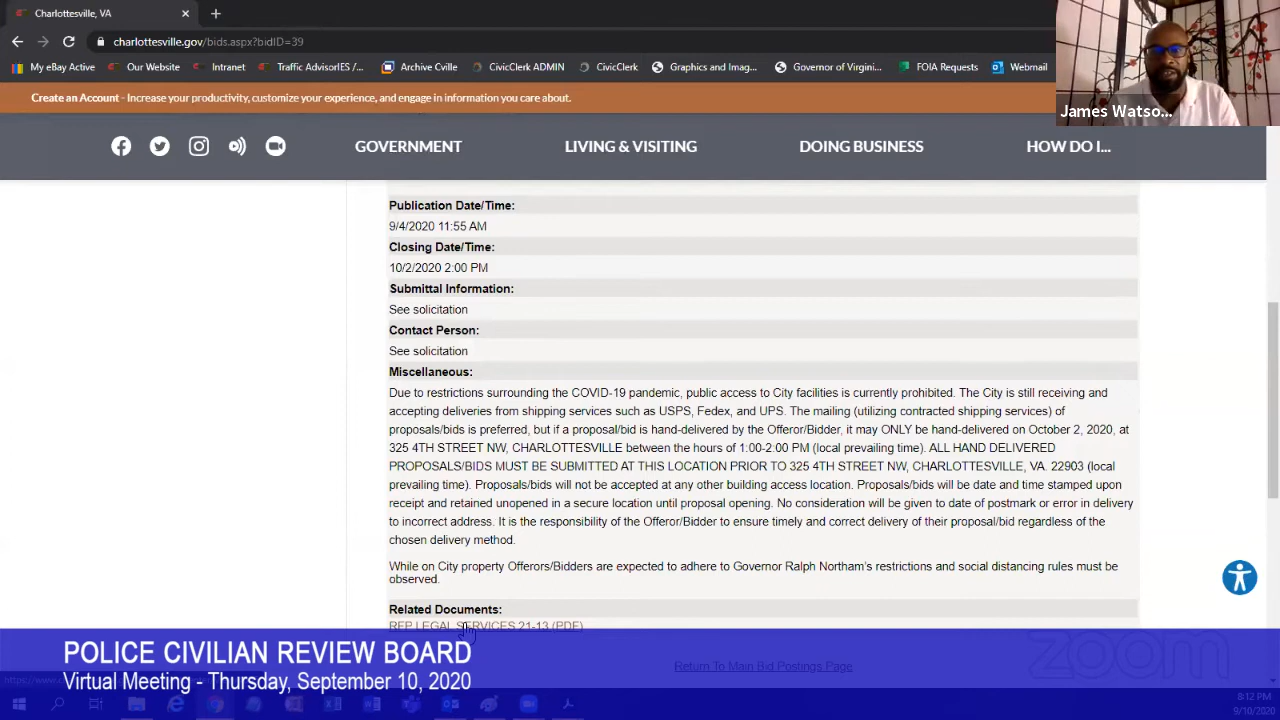 Charlottesville, VA
charlottesville.gov/bids.aspx?bidID=39
My eBay Active Our Website Intranet Traffic AdvisorIES /... Archive Cville CivicClerk ADMIN CivicClerk Graphics and Imag... Governor of Virgini... FOIA Requests Webmail
James Watso...
Create an Account - Increase your productivity, customize your experience, and engage in information you care about.
GOVERNMENT LIVING & VISITING DOING BUSINESS HOW DO I...
Publication Date/Time:
9/4/2020 11:55 AM
Closing Date/Time:
10/2/2020 2:00 PM
Submittal Information:
See solicitation
Contact Person:
See solicitation
Miscellaneous:
Due to restrictions surrounding the COVID-19 pandemic, public access to City facilities is currently prohibited. The City is still receiving and
accepting deliveries from shipping services such as USPS, Fedex, and UPS. The mailing (utilizing contracted shipping services) of
proposals/bids is preferred, but if a proposal/bid is hand-delivered by the Offeror/Bidder, it may ONLY be hand-delivered on October 2, 2020, at
325 4TH STREET NW, CHARLOTTESVILLE between the hours of 1:00-2:00 PM (local prevailing time). ALL HAND DELIVERED
PROPOSALS/BIDS MUST BE SUBMITTED AT THIS LOCATION PRIOR TO 325 4TH STREET NW, CHARLOTTESVILLE, VA. 22903 (local
prevailing time). Proposals/bids will not be accepted at any other building access location. Proposals/bids will be date and time stamped upon
receipt and retained unopened in a secure location until proposal opening. No consideration will be given to date of postmark or error in delivery
to incorrect address. It is the responsibility of the Offeror/Bidder to ensure timely and correct delivery of their proposal/bid regardless of the
chosen delivery method.
While on City property Offerors/Bidders are expected to adhere to Governor Ralph Northam's restrictions and social distancing rules must be
observed.
Related Documents:
RFP LEGAL SERVICES 21-13 (PDF)
Return To Main Bid Postings Page
POLICE CIVILIAN REVIEW BOARD
Virtual Meeting - Thursday, September 10, 2020
zoom
8:12 PM
9/10/2020